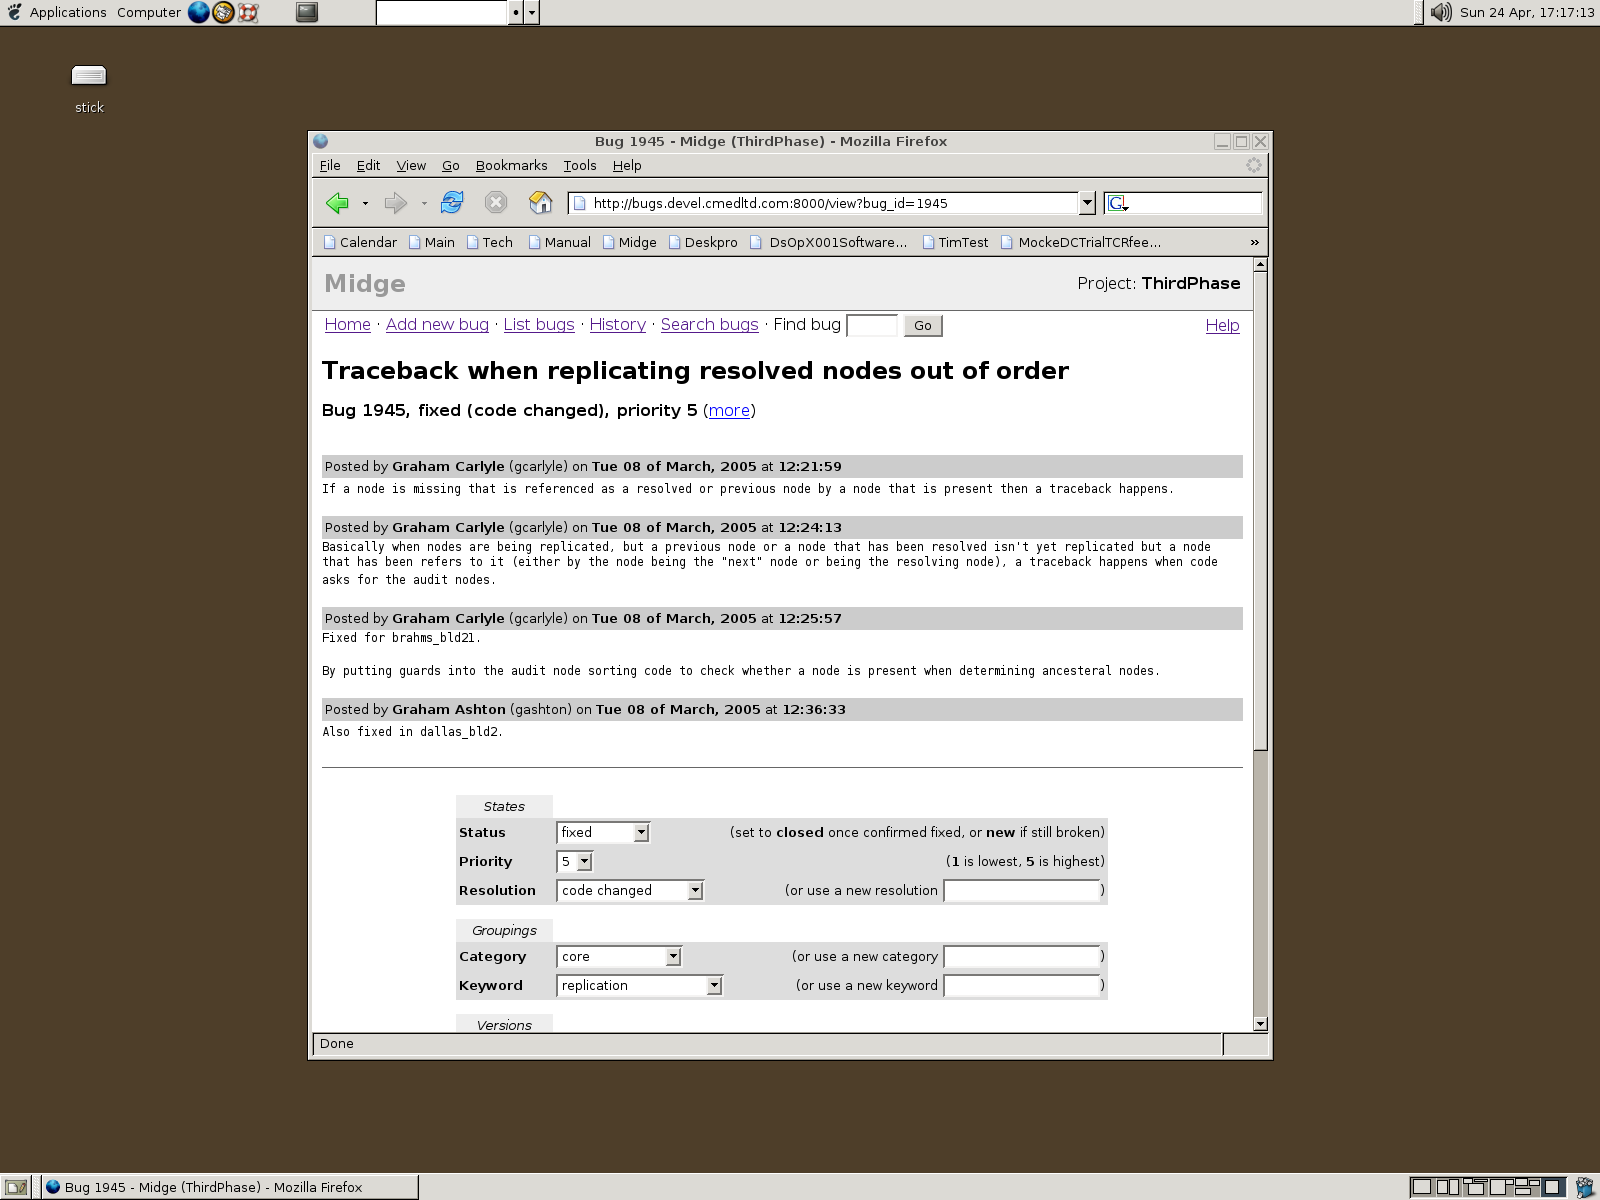 Applications Computer
Sun 24 Apr, 17:17:13
stick
Bug 1945 - Midge (ThirdPhase) - Mozilla Firefox
File Edit View Go Bookmarks Tools Help
http://bugs.devel.cmedltd.com:8000/view?bug_id=1945
G
Calendar Main Tech Manual Midge Deskpro DsOpX001Software... TimTest MockeDCTrialTCRfee... »
Midge
Project: ThirdPhase
Home · Add new bug · List bugs · History · Search bugs · Find bug Go Help
Traceback when replicating resolved nodes out of order
Bug 1945, fixed (code changed), priority 5 (more)
Posted by Graham Carlyle (gcarlyle) on Tue 08 of March, 2005 at 12:21:59
If a node is missing that is referenced as a resolved or previous node by a node that is present then a traceback happens.
Posted by Graham Carlyle (gcarlyle) on Tue 08 of March, 2005 at 12:24:13
Basically when nodes are being replicated, but a previous node or a node that has been resolved isn't yet replicated but a node
that has been refers to it (either by the node being the "next" node or being the resolving node), a traceback happens when code
asks for the audit nodes.
Posted by Graham Carlyle (gcarlyle) on Tue 08 of March, 2005 at 12:25:57
Fixed for brahms_bld21.
By putting guards into the audit node sorting code to check whether a node is present when determining ancesteral nodes.
Posted by Graham Ashton (gashton) on Tue 08 of March, 2005 at 12:36:33
Also fixed in dallas_bld2.
States
Status fixed (set to closed once confirmed fixed, or new if still broken)
Priority 5 (1 is lowest, 5 is highest)
Resolution code changed (or use a new resolution )
Groupings
Category core (or use a new category )
Keyword replication (or use a new keyword )
Versions
Done
Bug 1945 - Midge (ThirdPhase) - Mozilla Firefox